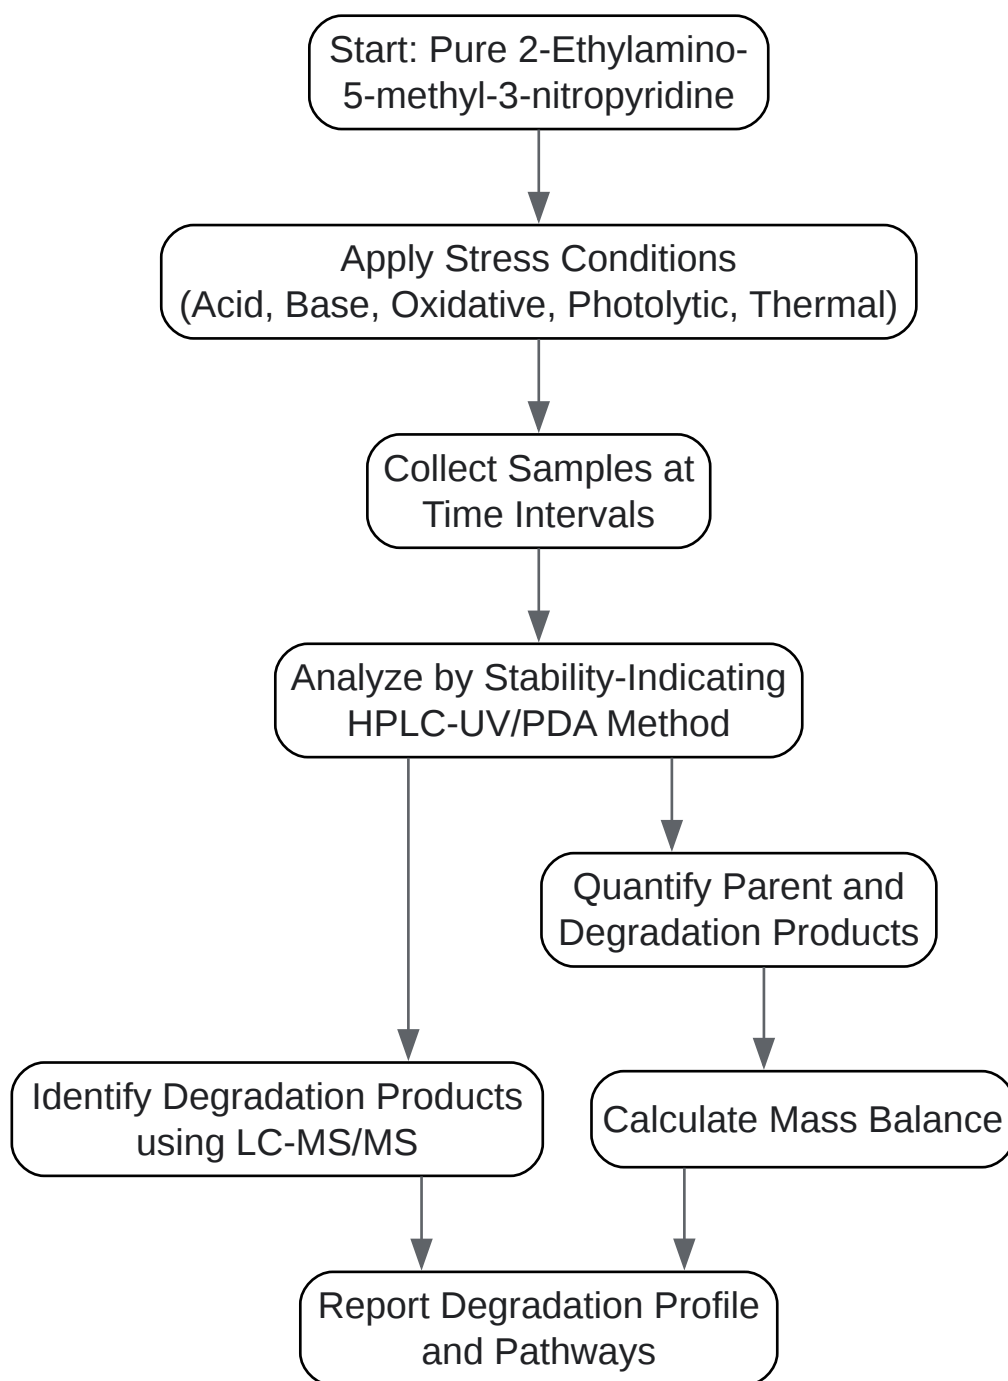 Start: Pure 2-Ethylamino-
5-methyl-3-nitropyridine
Apply Stress Conditions
(Acid, Base, Oxidative, Photolytic, Thermal)
Collect Samples at
Time Intervals
Analyze by Stability-Indicating
HPLC-UV/PDA Method
Quantify Parent and
Degradation Products
Identify Degradation Products
using LC-MS/MS
Calculate Mass Balance
Report Degradation Profile
and Pathways